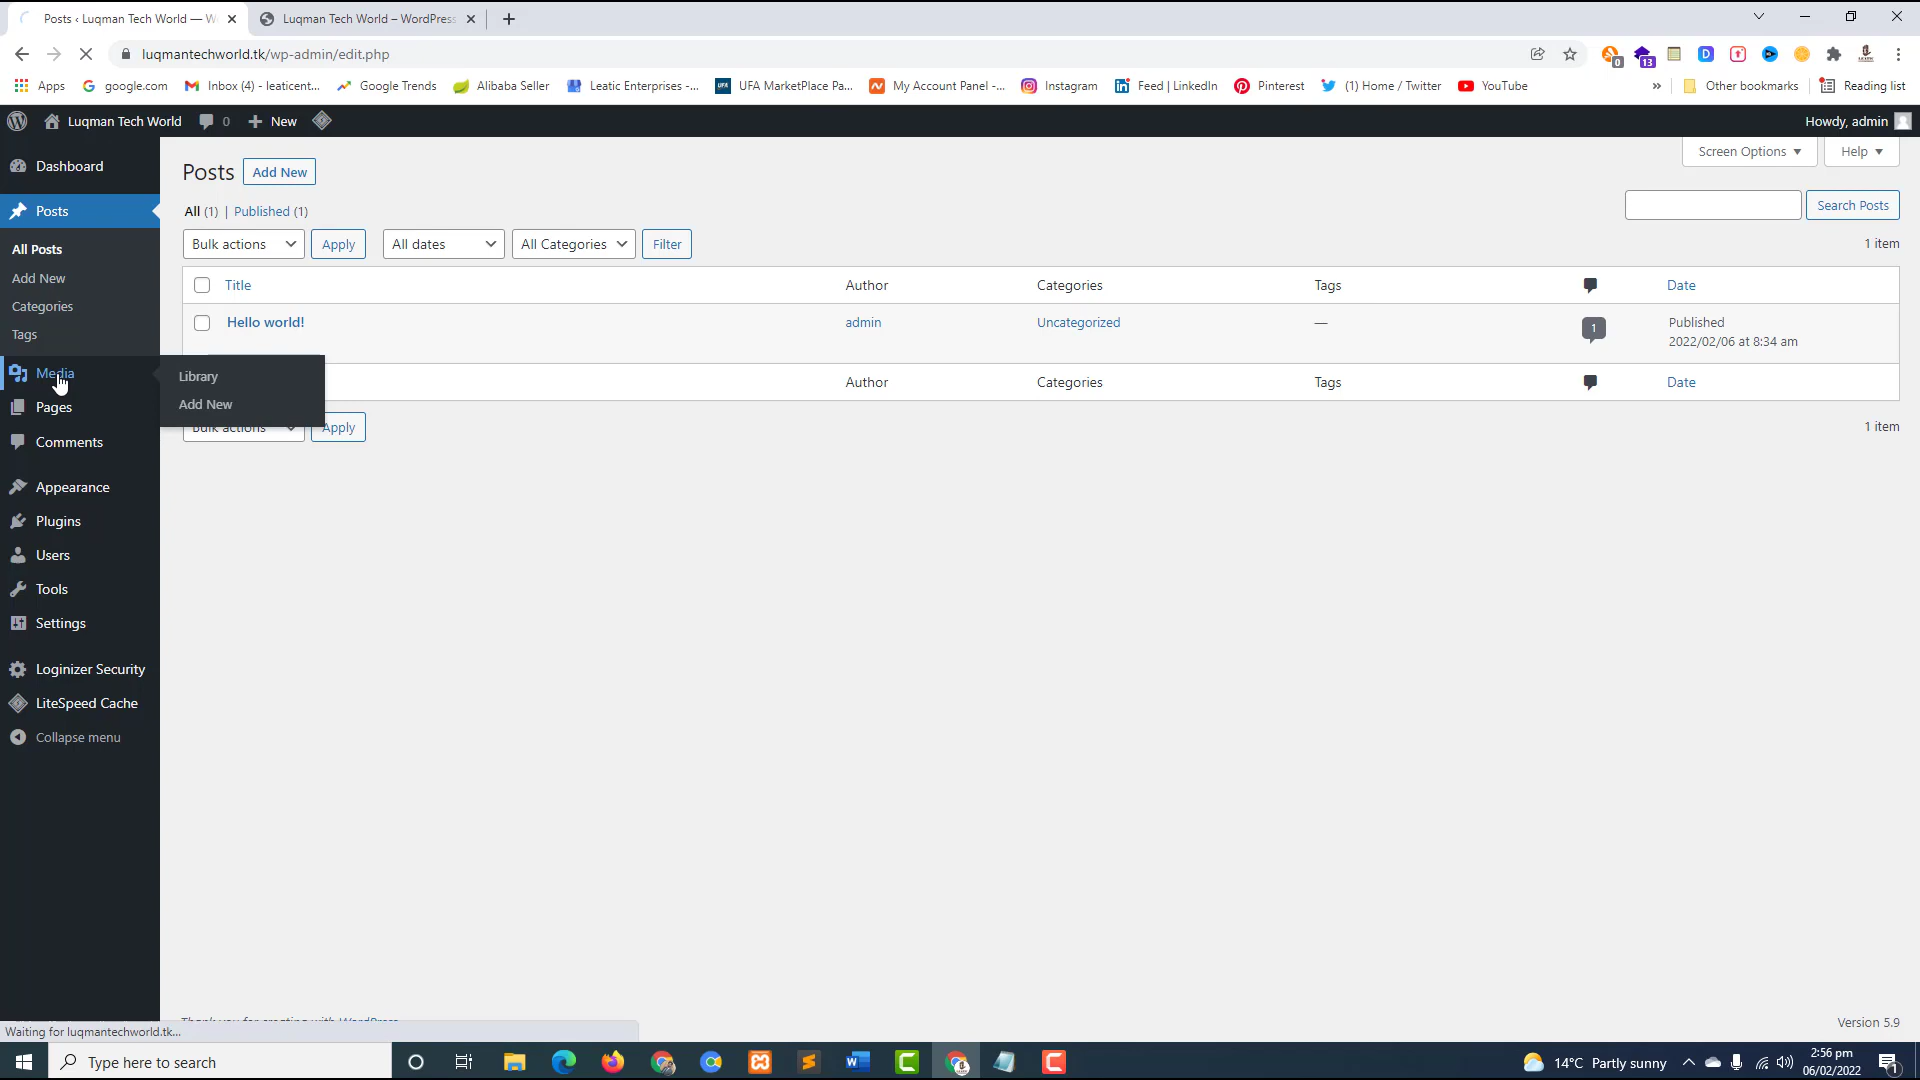 Posts ‹ Luqman Tech World — W
Luqman Tech World – WordPress
luqmantechworld.tk/wp-admin/edit.php
0
13
Apps
google.com
Inbox (4) - leaticent...
Google Trends
Alibaba Seller
Leatic Enterprises -...
UFA MarketPlace Pa...
My Account Panel -...
Instagram
Feed | LinkedIn
Pinterest
(1) Home / Twitter
YouTube
»
Other bookmarks
Reading list
Luqman Tech World
0
New
Howdy, admin
Dashboard
Posts
All Posts
Add New
Categories
Tags
Media
Library
Add New
Pages
Comments
Appearance
Plugins
Users
Tools
Settings
Loginizer Security
LiteSpeed Cache
Collapse menu
Posts
Add New
Screen Options
Help
All (1) | Published (1)
Search Posts
Bulk actions
Apply
All dates
All Categories
Filter
1 item
Title
Author
Categories
Tags
Date
Hello world!
admin
Uncategorized
—
1
Published
2022/02/06 at 8:34 am
Author
Categories
Tags
Date
Bulk actions
Apply
1 item
Thank you for creating with WordPress
Version 5.9
Waiting for luqmantechworld.tk...
Type here to search
14°C Partly sunny
2:56 pm
06/02/2022
1